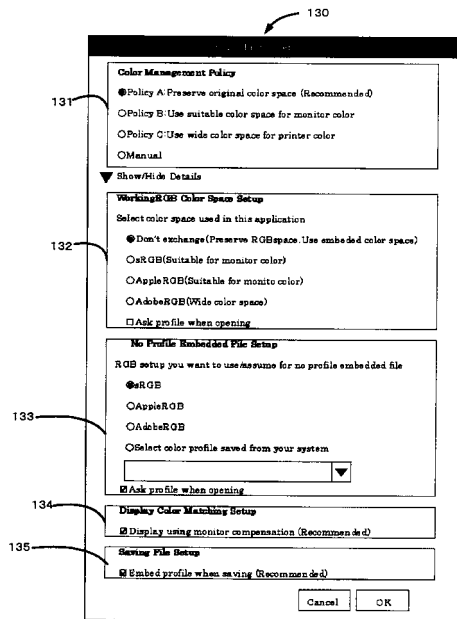 130
131
Color Management Policy
Policy A:Preserve original color space (Recommended)
Policy B:Use suitable color space for monitor color
Policy C:Use wide color space for printer color
Manual
Show/Hide Details
132
WorkingRGB Color Space Setup
Select color space used in this application
Don't exchange(Preserve RGBspace.Use embeded color space)
sRGB(Suitable for monitor color)
AppleRGB(Suitable for monito color)
AdobeRGB(Wide color space)
Ask profile when opening
133
No Profile Embedded File Setup
RGB setup you want to use/assume for no profile embedded file
sRGB
AppleRGB
AdobeRGB
Select color profile saved from your system
Ask profile when opening
134
Display Color Matching Setup
Display using monitor compensation (Recommended)
135
Saving File Setup
Embed profile when saving (Recommended)
Cancel OK